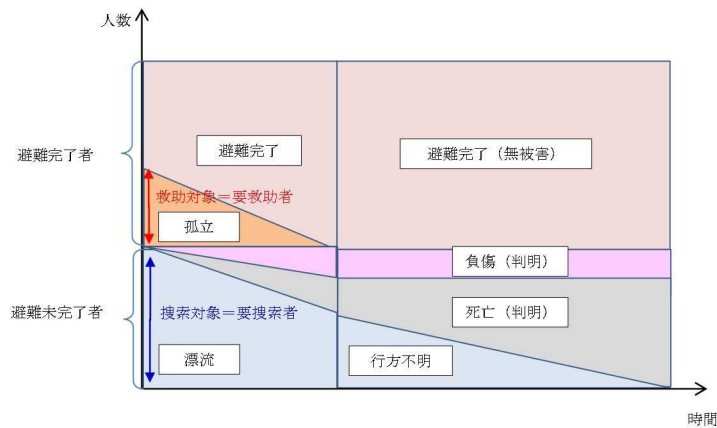 人数
避難完了
避難完了（無被害）
避難完了者
救助対象＝要救助者
孤立
負傷（判明）
避難未完了者
捜索対象＝要捜索者
死亡（判明）
漂流
行方不明
時間